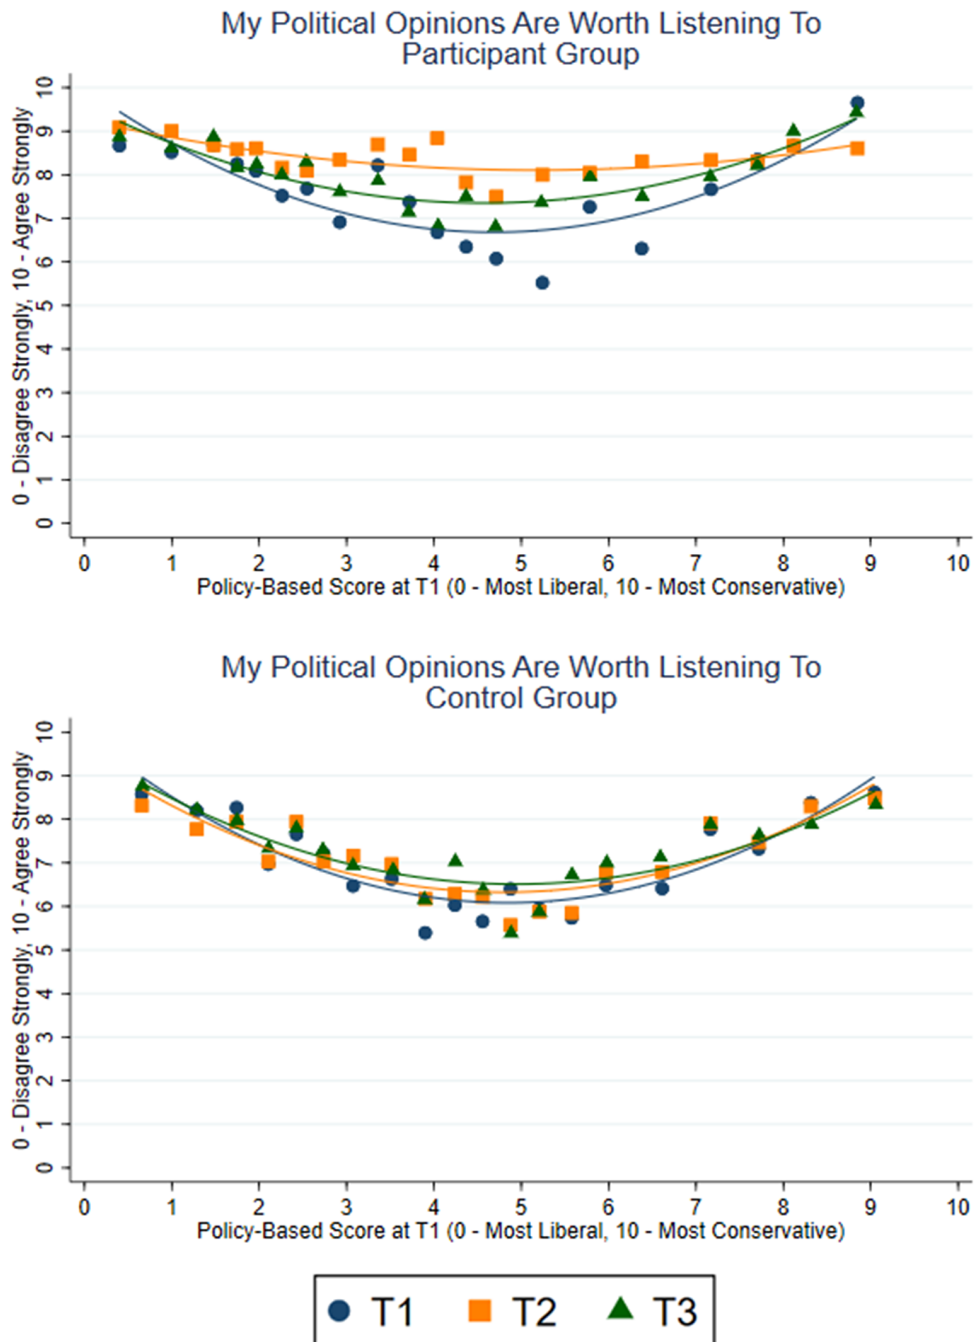 My Political Opinions Are Worth Listening To
Participant Group
0 - Disagree Strongly, 10 - Agree Strongly
10
9
8
7
6
5
4
3
2
1
0
0 1 2 3 4 5 6 7 8 9 10
Policy-Based Score at T1 (0 - Most Liberal, 10 - Most Conservative)
My Political Opinions Are Worth Listening To
Control Group
0 - Disagree Strongly, 10 - Agree Strongly
10
9
8
7
6
5
4
3
2
1
0
0 1 2 3 4 5 6 7 8 9 10
Policy-Based Score at T1 (0 - Most Liberal, 10 - Most Conservative)
T1 T2 T3